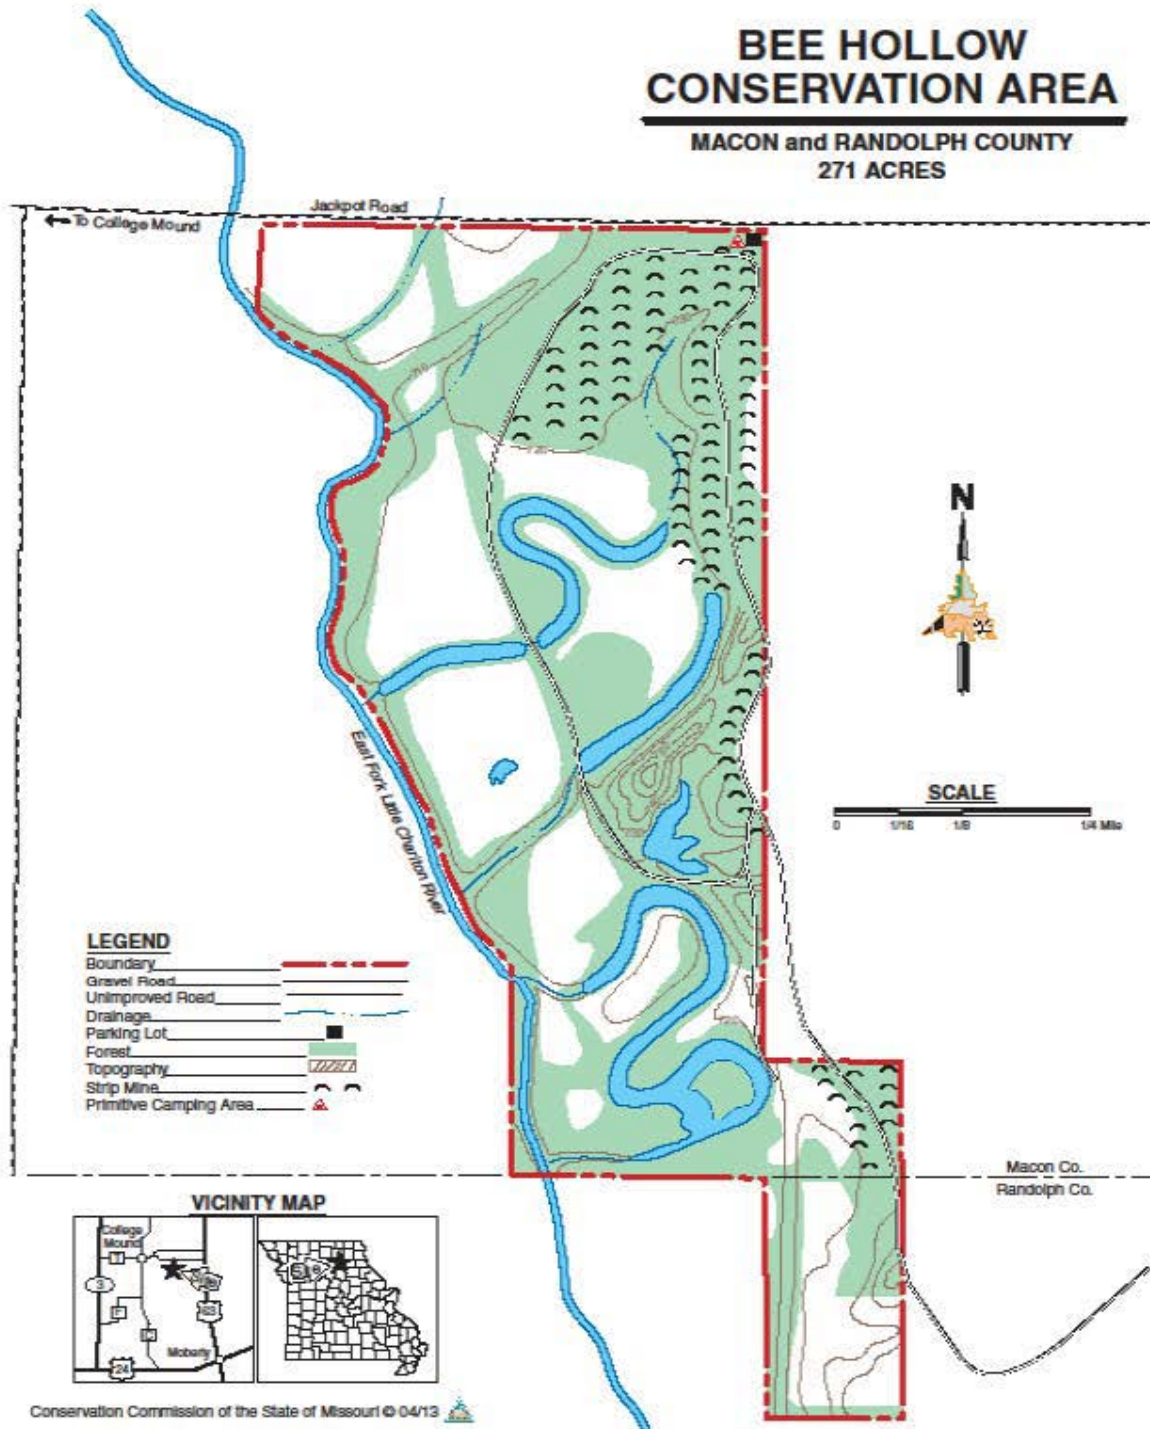 BEE HOLLOW
CONSERVATION AREA
MACON and RANDOLPH COUNTY
271 ACRES
Jackpot Road
To College Mound
N
SCALE
0 1/16 1/8 1/4 Mile
East Fork Little Chariton River
LEGEND
Boundary
Gravel Road
Unimproved Road
Drainage
Parking Lot
Forest
Topography
Strip Mine
Primitive Camping Area
Macon Co.
Randolph Co.
VICINITY MAP
College
Mound
T
3
F
C
63
Moberly
24
Conservation Commission of the State of Missouri © 04/13